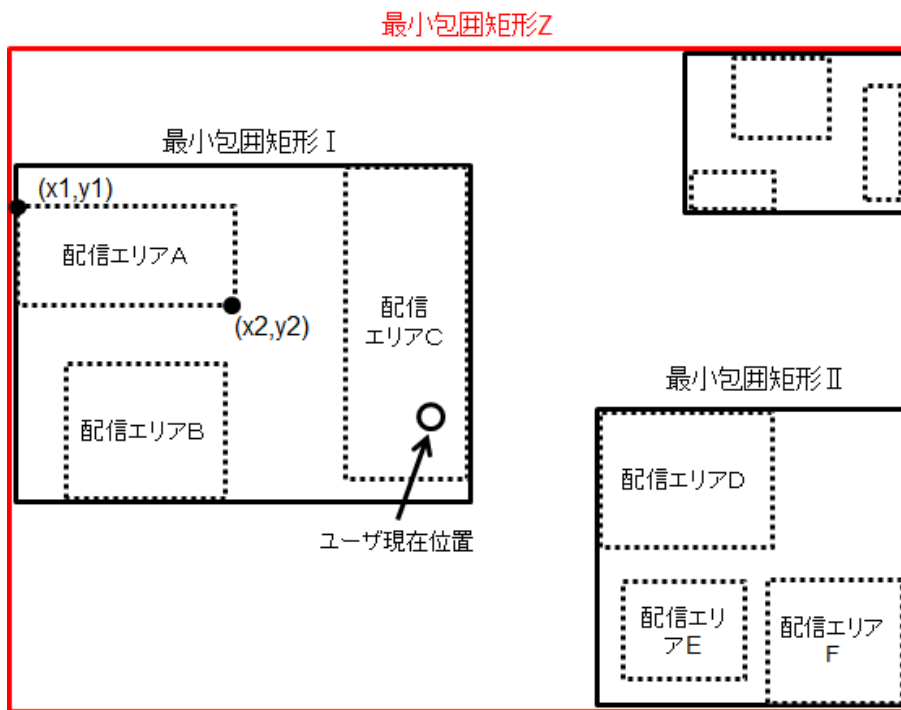 最小包囲矩形Z
最小包囲矩形Ⅰ
(x1,y1)
配信エリアA
(x2,y2)
配信
エリアC
配信エリアB
ユーザ現在位置
最小包囲矩形Ⅱ
配信エリアD
配信エリ
アE
配信エリア
F